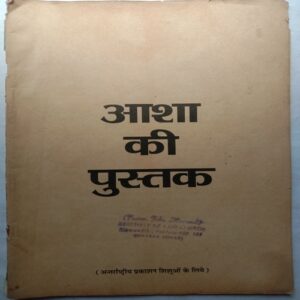 आशा
की
पुस्तक
( अन्तर्राष्ट्रीय प्रकाशन शिशुओं के लिये )